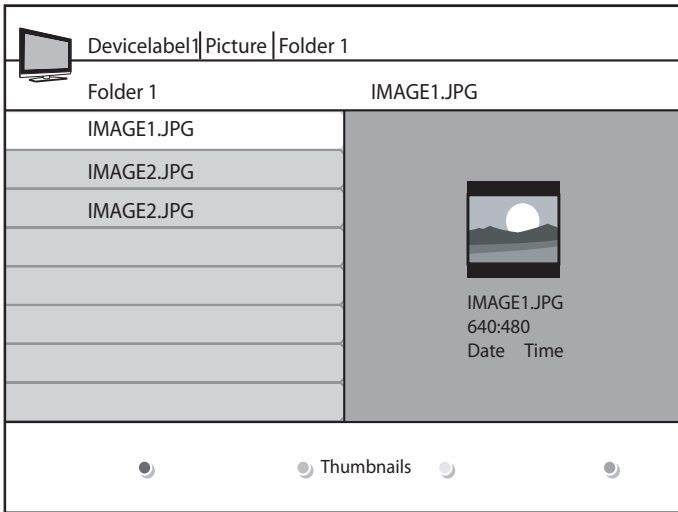 Devicelabel1 Picture Folder 1
Folder 1 IMAGE1.JPG
IMAGE1.JPG
IMAGE2.JPG
IMAGE2.JPG
IMAGE1.JPG
640:480
Date Time
Thumbnails